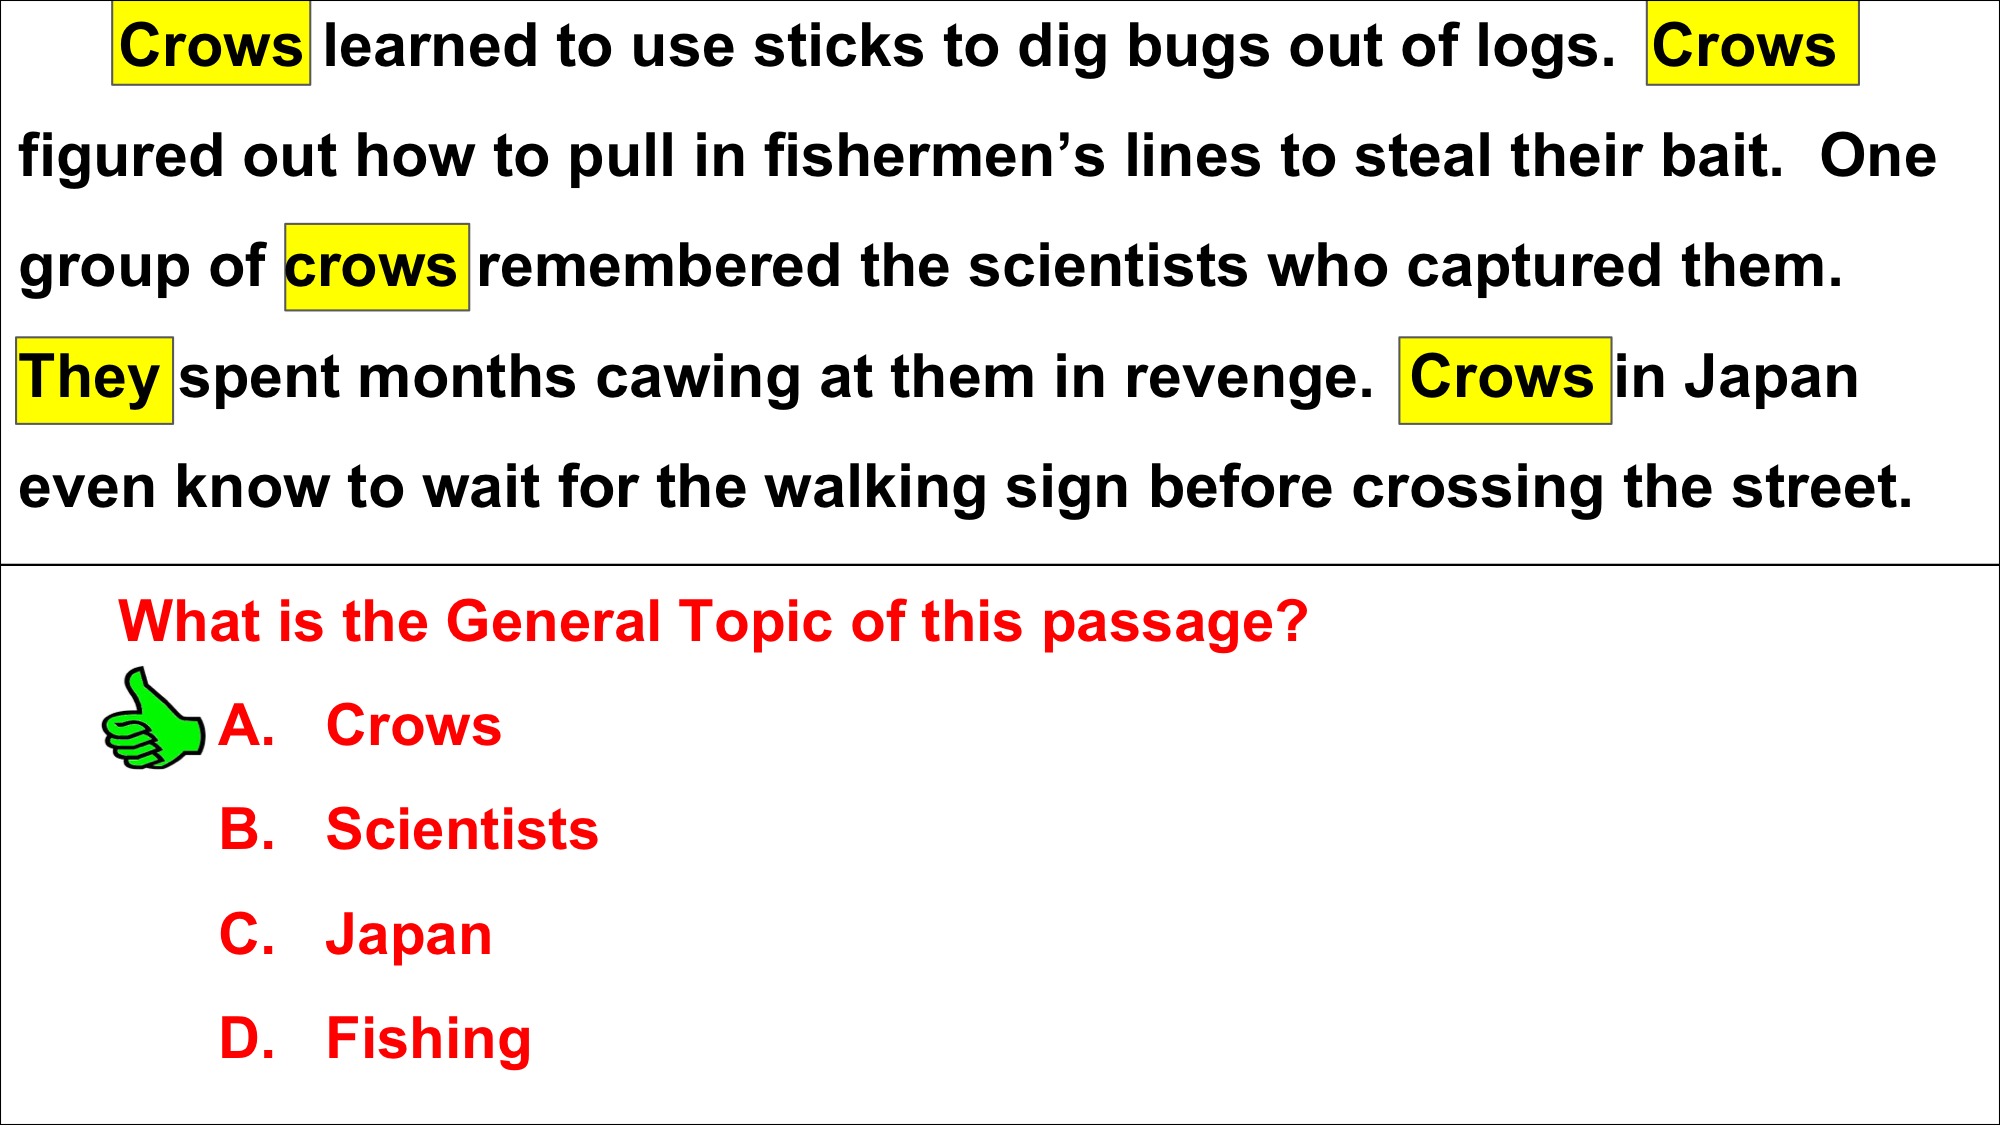 Crows learned to use sticks to dig bugs out of logs.  Crows
figured out how to pull in fishermen’s lines to steal their bait.  One
group of crows remembered the scientists who captured them.
They spent months cawing at them in revenge.  Crows in Japan
even know to wait for the walking sign before crossing the street.
What is the General Topic of this passage?
A. Crows
B. Scientists
C. Japan
D. Fishing